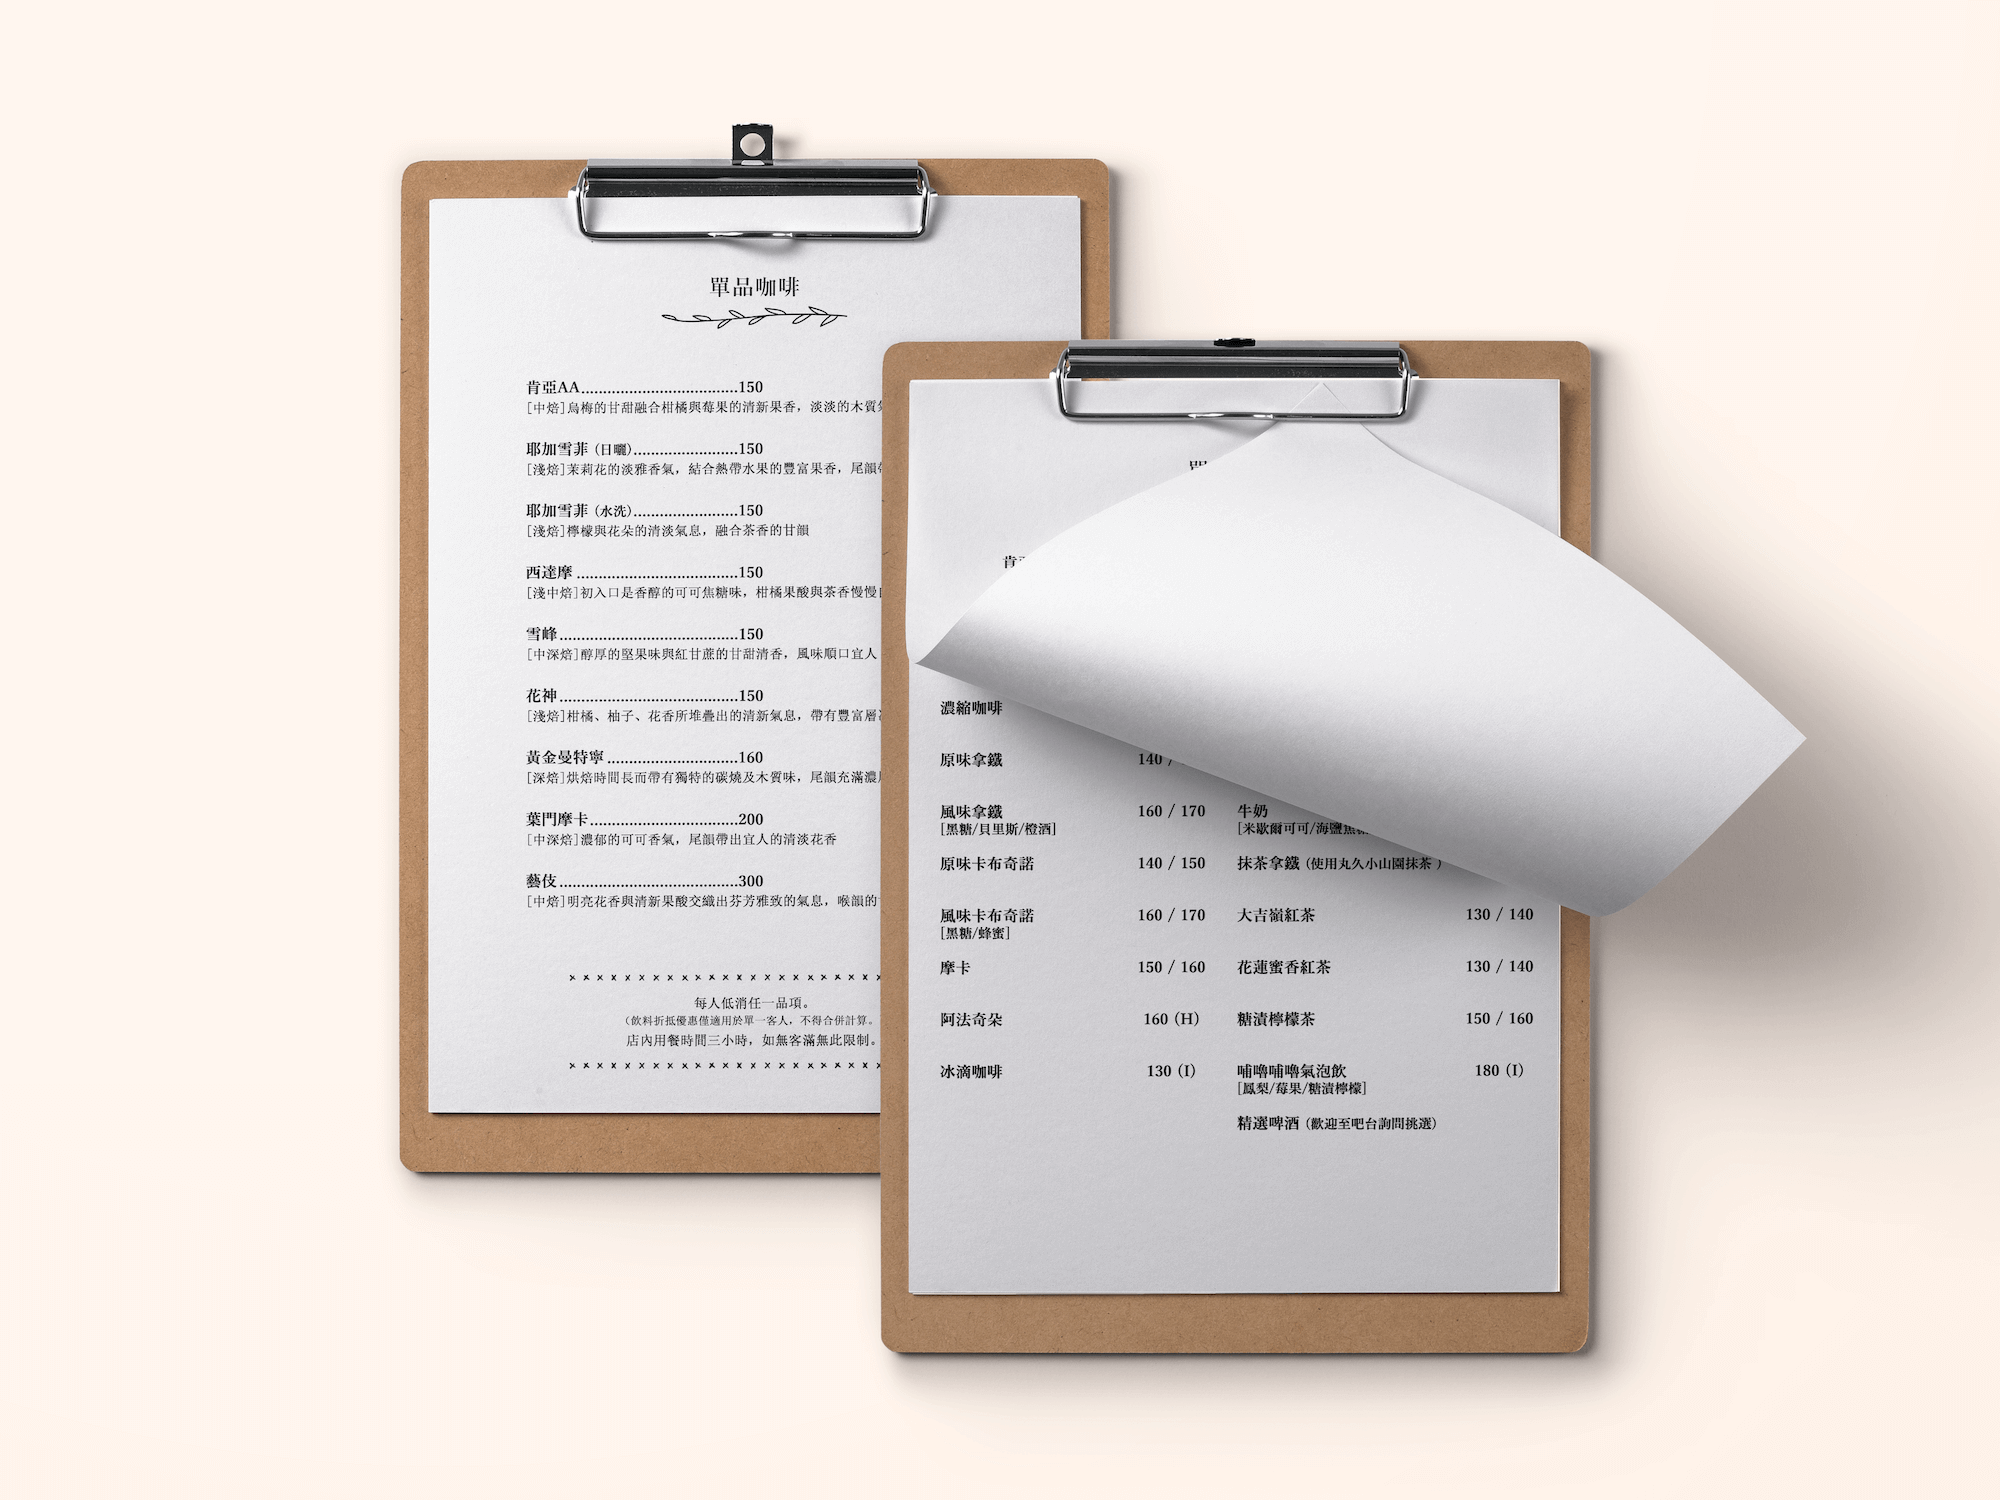 單品咖啡
肯亞AA....................................150
[中焙]烏梅的甘甜融合柑橘與莓果的清新果香，淡淡的木質
耶加雪菲（日曬）........................150
[淺焙]茉莉花的淡雅香氣，結合熱帶水果的豐富果香，尾韻
耶加雪菲（水洗）........................150
[淺焙]檸檬與花朵的清淡氣息，融合茶香的甘韻
西達摩.....................................150
[淺中焙]初入口是香醇的可可焦糖味，柑橘果酸與茶香慢慢
雪峰.........................................150
[中深焙]醇厚的堅果味與紅甘蔗的甘甜清香，風味順口宜人
花神.........................................150
[淺焙]柑橘、柚子、花香所堆疊出的清新氣息，帶有豐富層
黃金曼特寧..............................160
[深焙]烘焙時間長而帶有獨特的碳燒及木質味，尾韻充滿濃
葉門摩卡..................................200
[中深焙]濃郁的可可香氣，尾韻帶出宜人的清淡花香
藝伎.........................................300
[中焙]明亮花香與清新果酸交織出芬芳雅致的氣息，喉韻的
每人低消任一品項。
（飲料折抵優惠僅適用於單一客人，不得合併計算。
店內用餐時間三小時，如無客滿無此限制。
肯
濃縮咖啡
原味拿鐵 140 /
風味拿鐵 160 / 170
[黑糖/貝里斯/橙酒]
原味卡布奇諾 140 / 150
風味卡布奇諾 160 / 170
[黑糖/蜂蜜]
摩卡 150 / 160
阿法奇朵 160 (H)
冰滴咖啡 130 (I)
牛奶
[米歇爾可可/海鹽焦
抹茶拿鐵（使用丸久小山園抹茶）
大吉嶺紅茶 130 / 140
花蓮蜜香紅茶 130 / 140
糖漬檸檬茶 150 / 160
哺嚕哺嚕氣泡飲 180 (I)
[鳳梨/莓果/糖漬檸檬]
精選啤酒（歡迎至吧台詢問挑選）